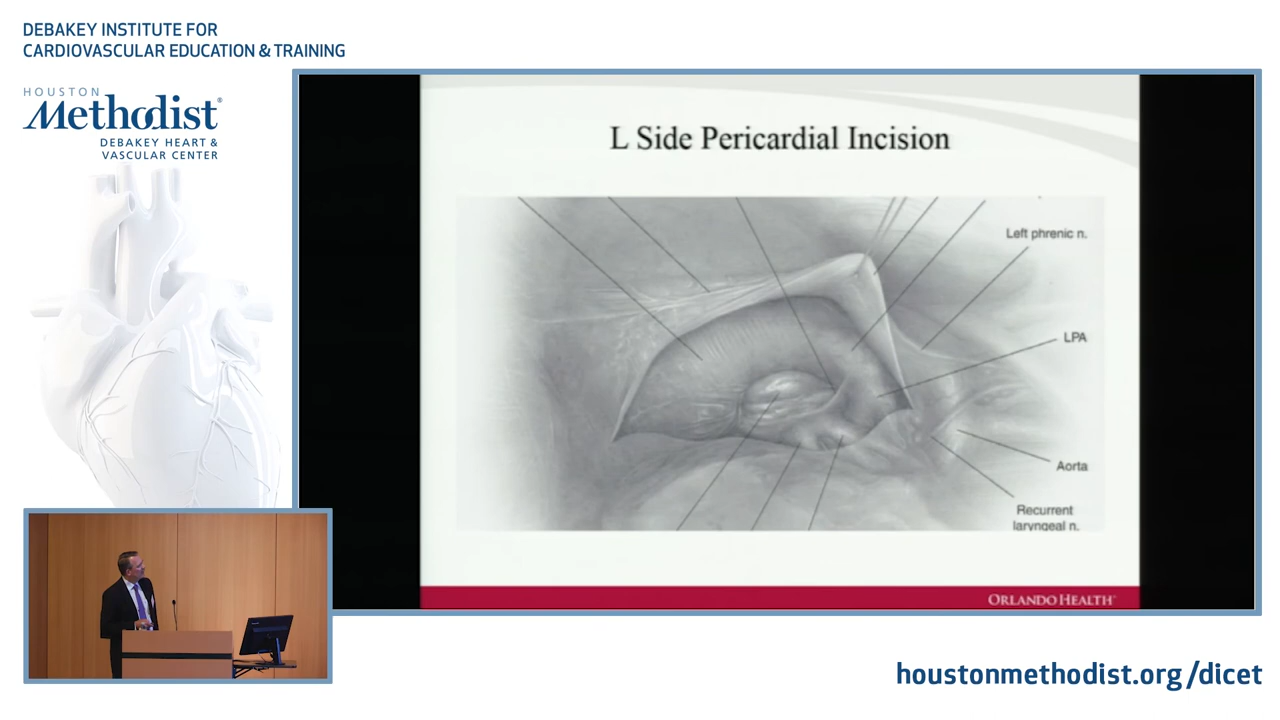 DEBAKEY INSTITUTE FOR
CARDIOVASCULAR EDUCATION & TRAINING
HOUSTON
Methodist®
DEBAKEY HEART &
VASCULAR CENTER
L Side Pericardial Incision
Left phrenic n.
LPA
Aorta
Recurrent
laryngeal n.
ORLANDO HEALTH
houstonmethodist.org/dicet